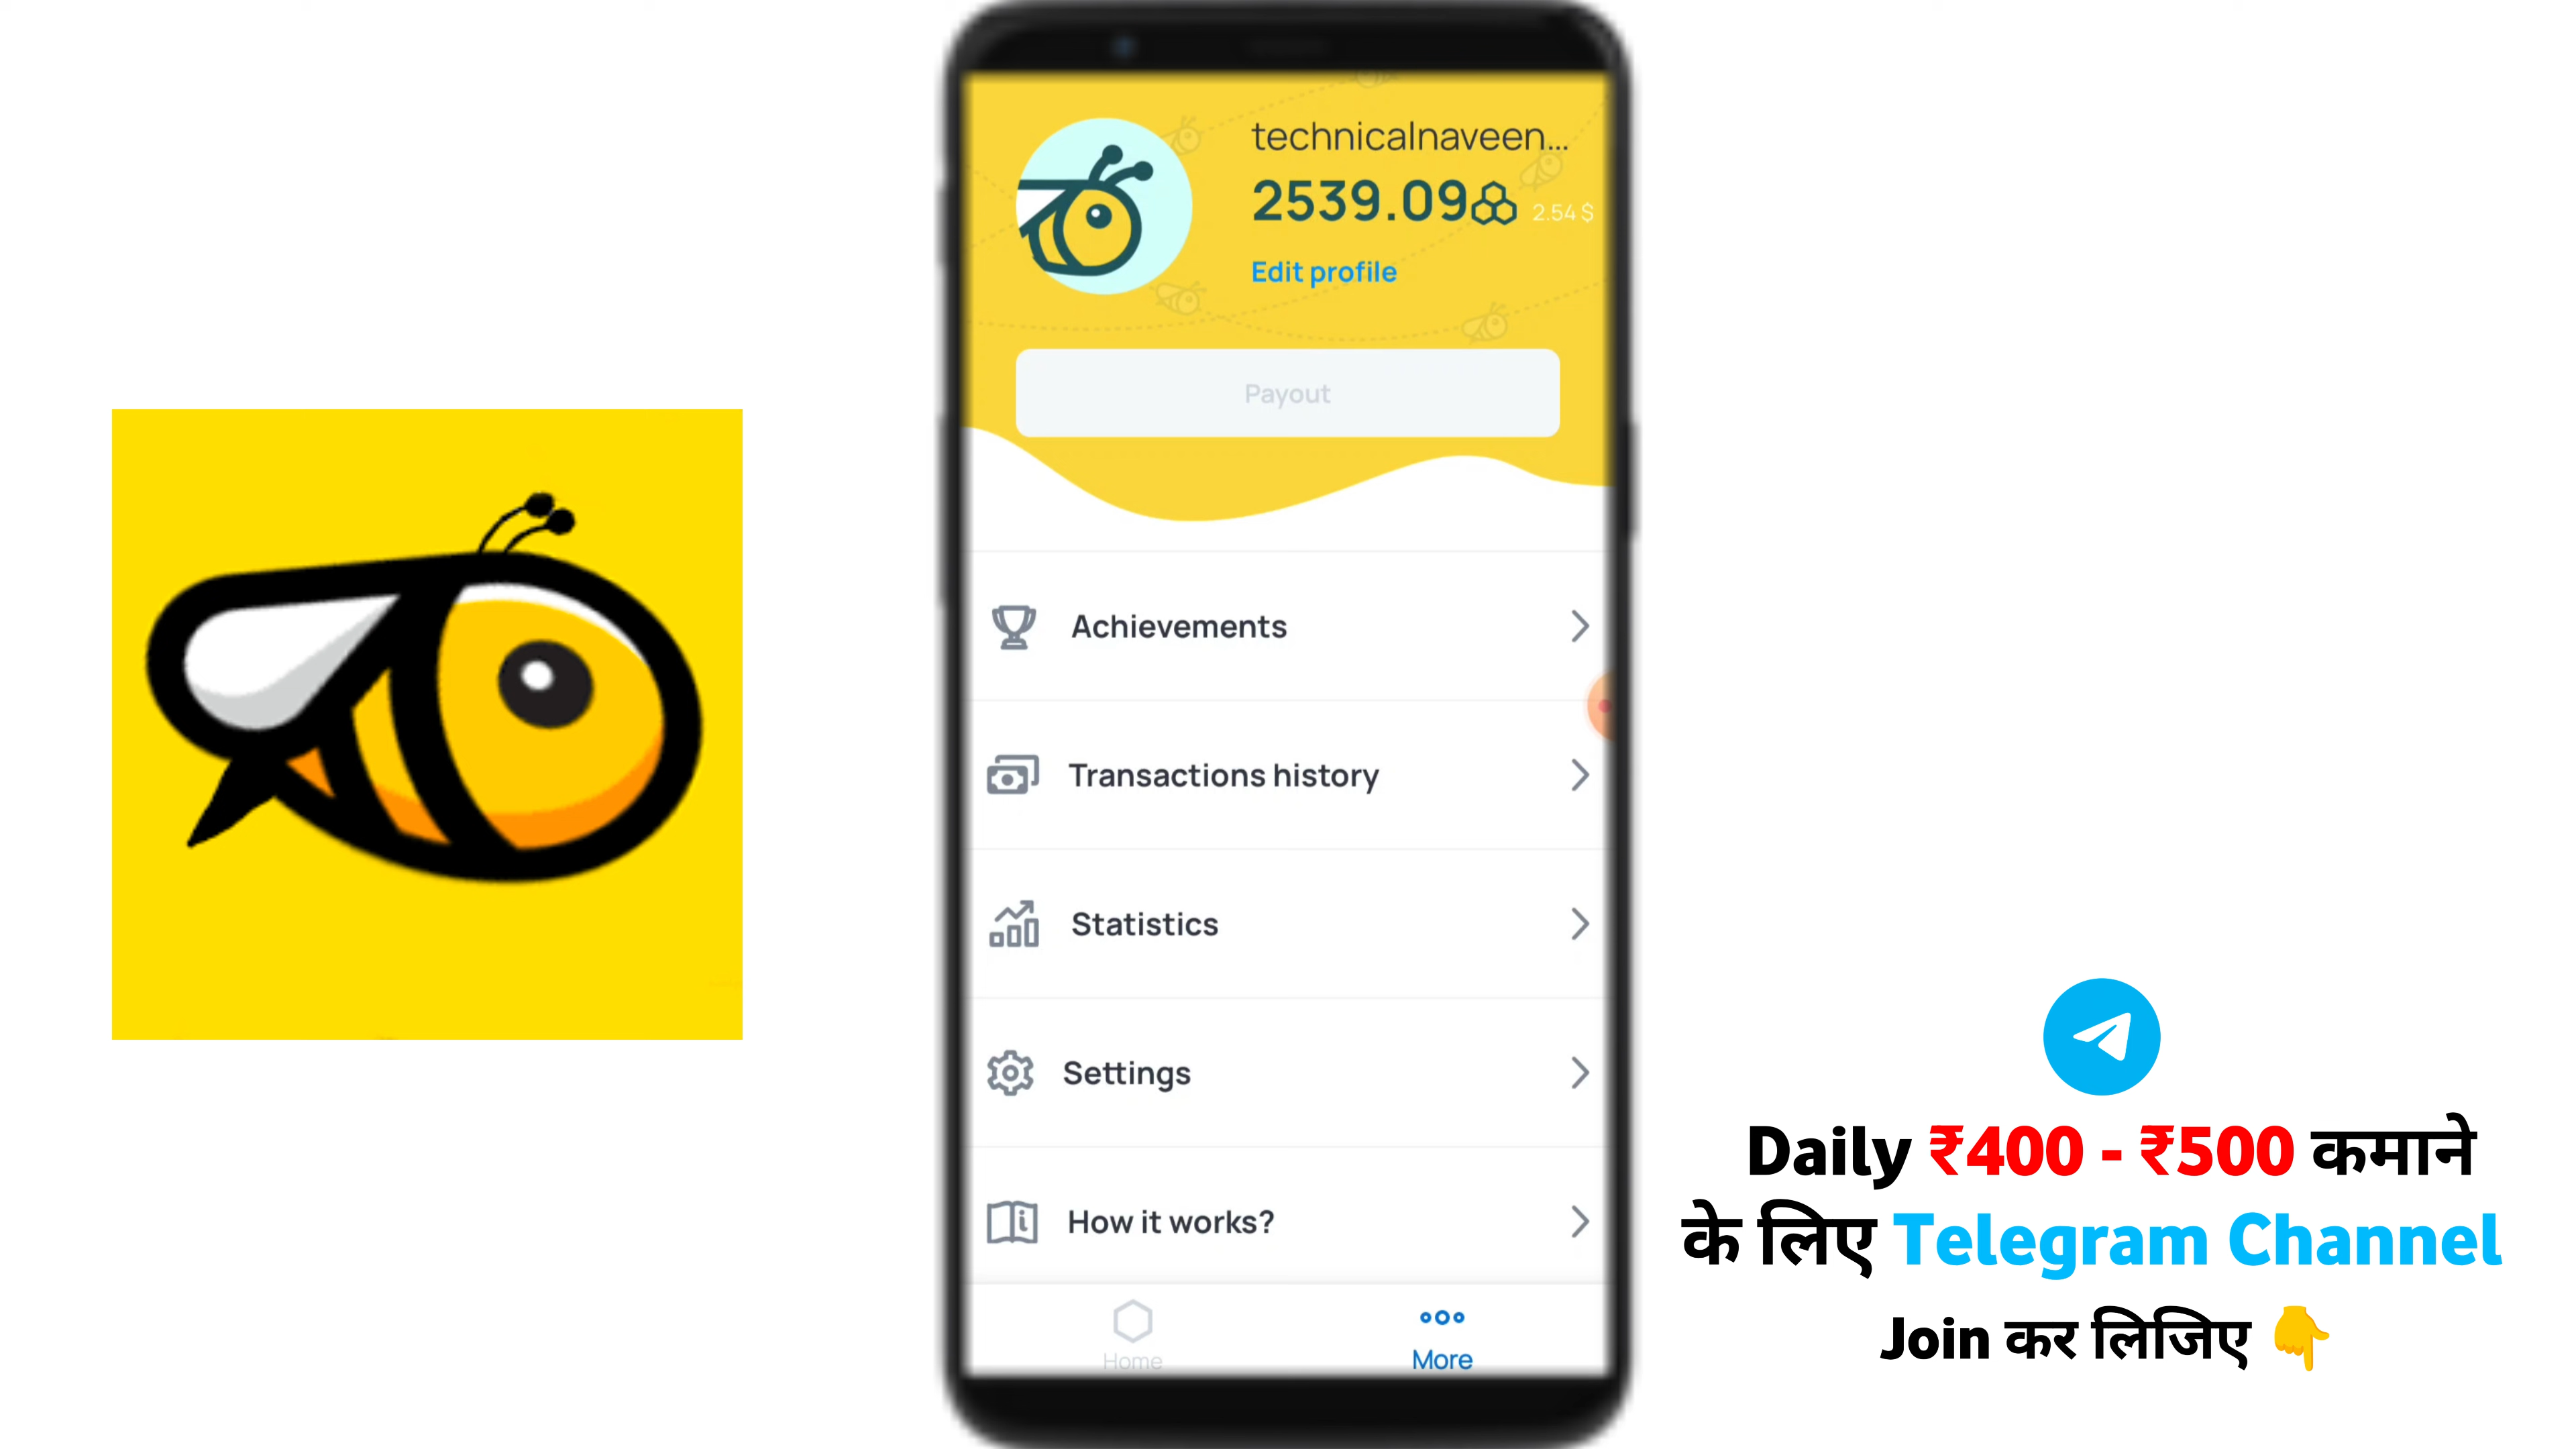 technicalnaveen...
2539.09 2.54 $
Edit profile
Payout
Achievements
Transactions history
Statistics
Settings
How it works?
Home
More
Daily ₹400 - ₹500 कमाने
के लिए Telegram Channel
Join कर लिजिए 👇